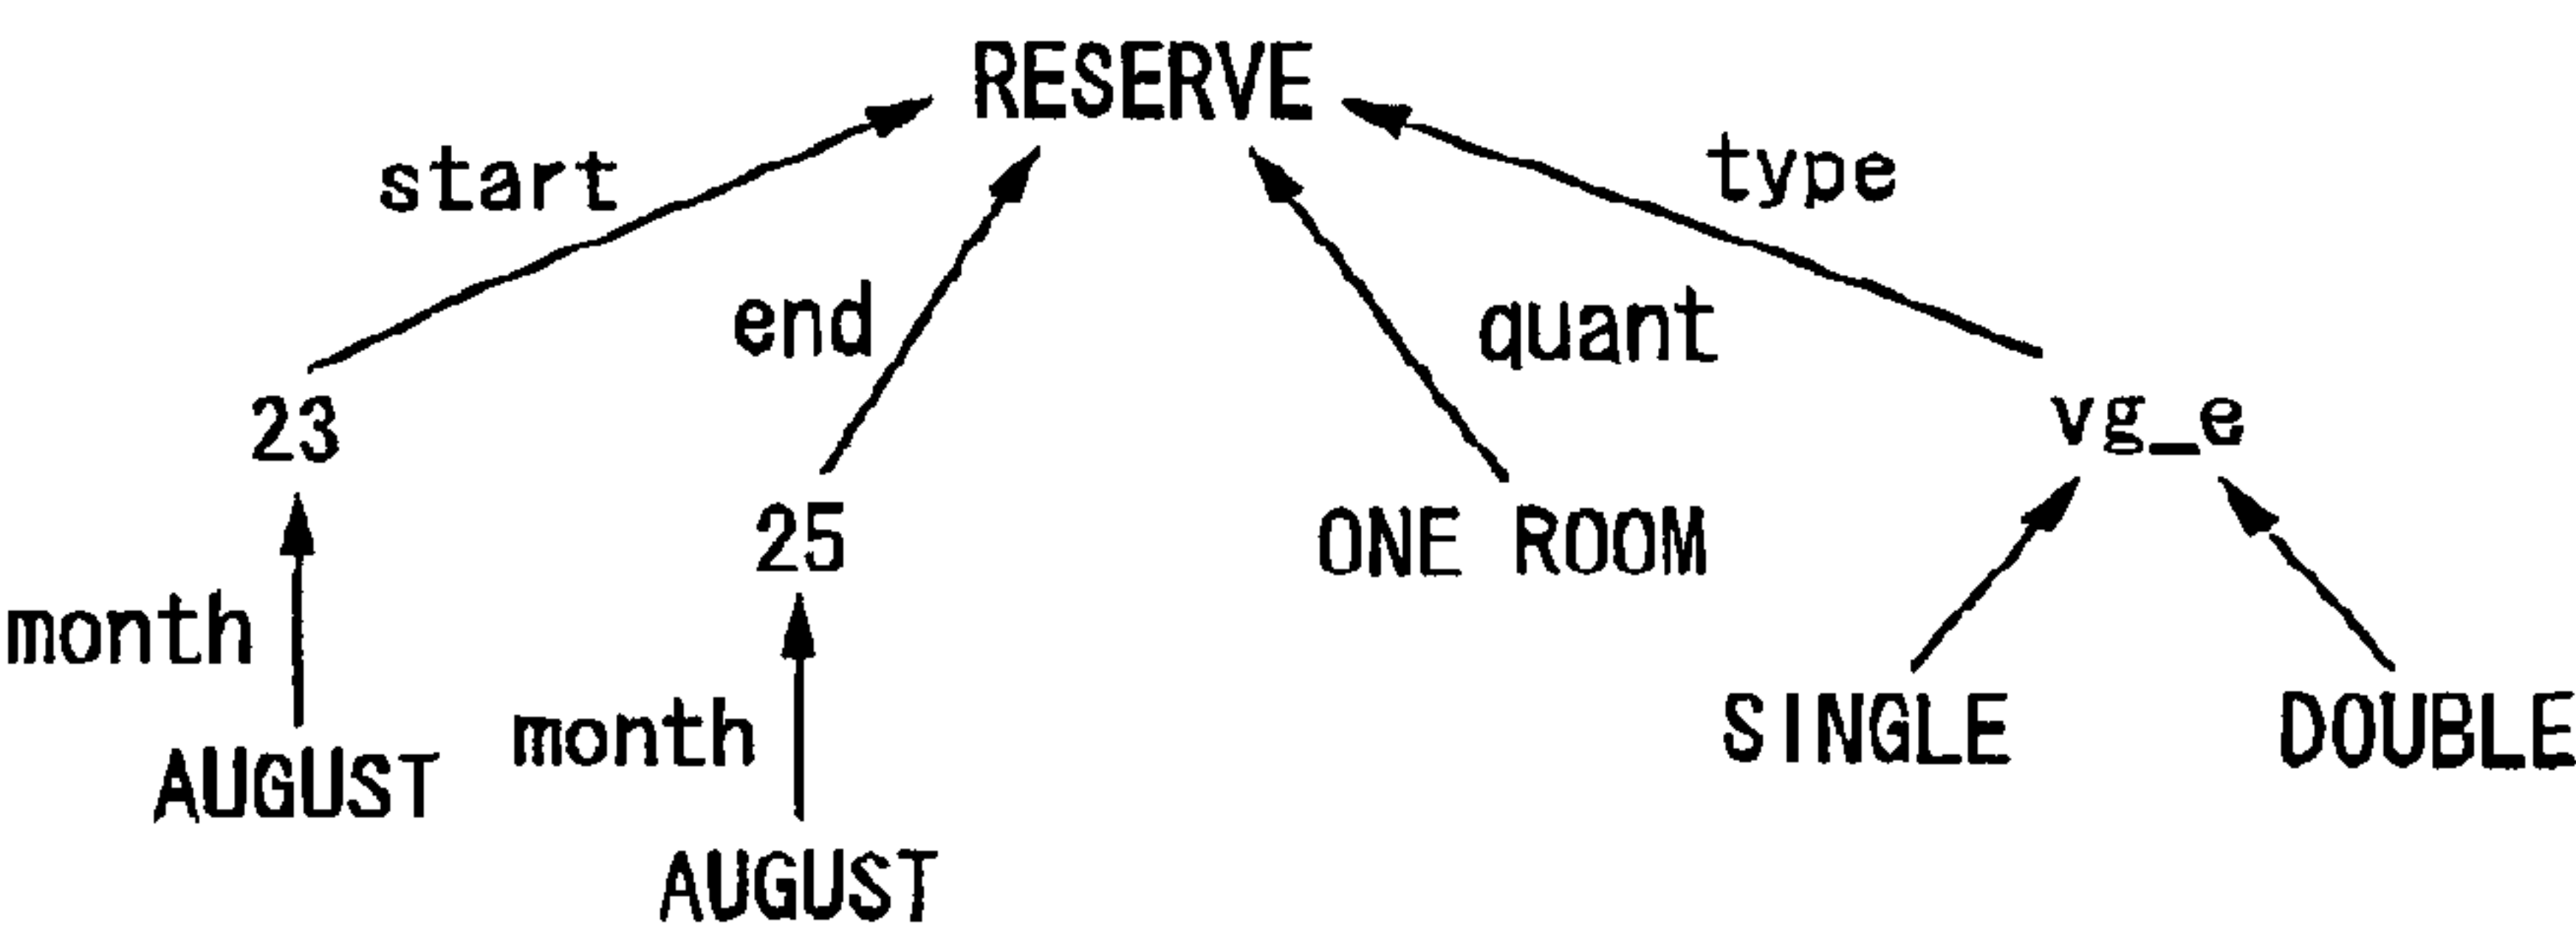 RESERVE
start
type
end
quant
23
vg_e
25
ONE ROOM
month
SINGLE
DOUBLE
month
AUGUST
AUGUST